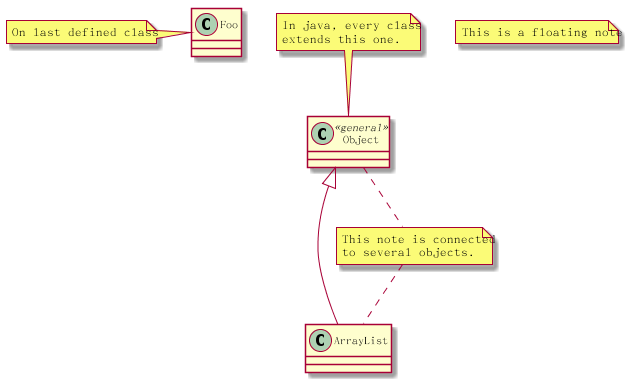 On last defined class
C Foo
In java, every class
extends this one.
This is a floating note
C «general»
Object
This note is connected
to several objects.
C ArrayList